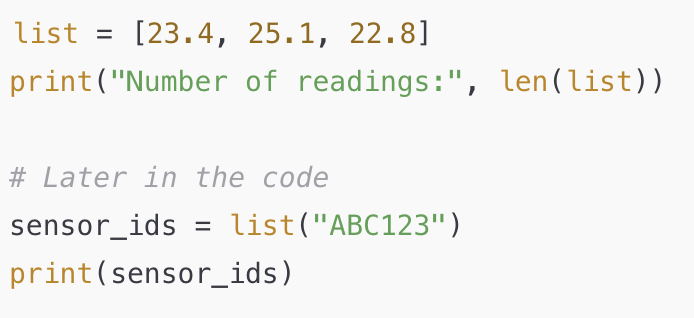 list = [23.4, 25.1, 22.8]
print("Number of readings:", len(list))
# Later in the code
sensor_ids = list("ABC123")
print(sensor_ids)